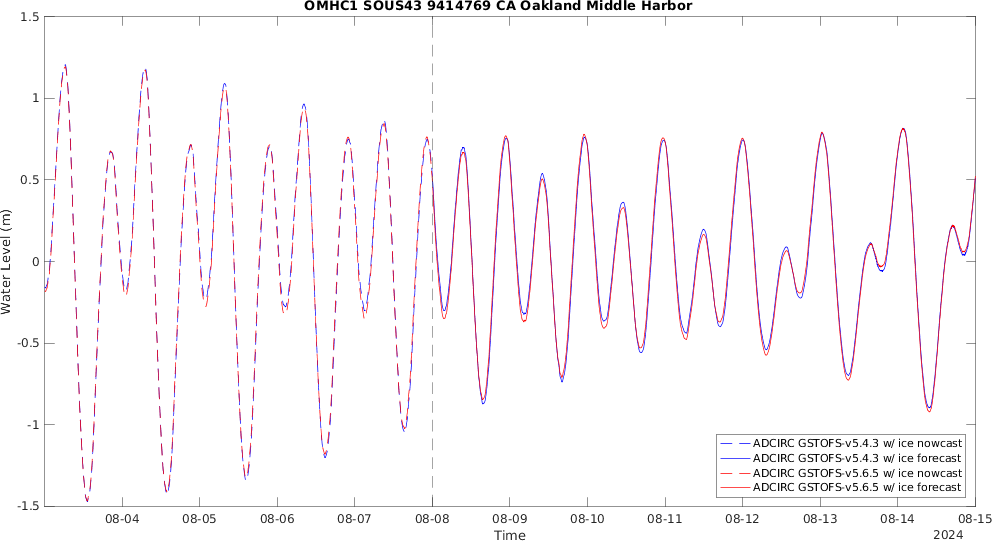 OMHC1 SOUS43 9414769 CA Oakland Middle Harbor
1.5
1
0.5
0
-0.5
-1
-1.5
Water Level (m)
08-04 08-05 08-06 08-07 08-08 08-09 08-10 08-11 08-12 08-13 08-14 08-15
Time
2024
ADCIRC GSTOFS-v5.4.3 w/ ice nowcast
ADCIRC GSTOFS-v5.4.3 w/ ice forecast
ADCIRC GSTOFS-v5.6.5 w/ ice nowcast
ADCIRC GSTOFS-v5.6.5 w/ ice forecast